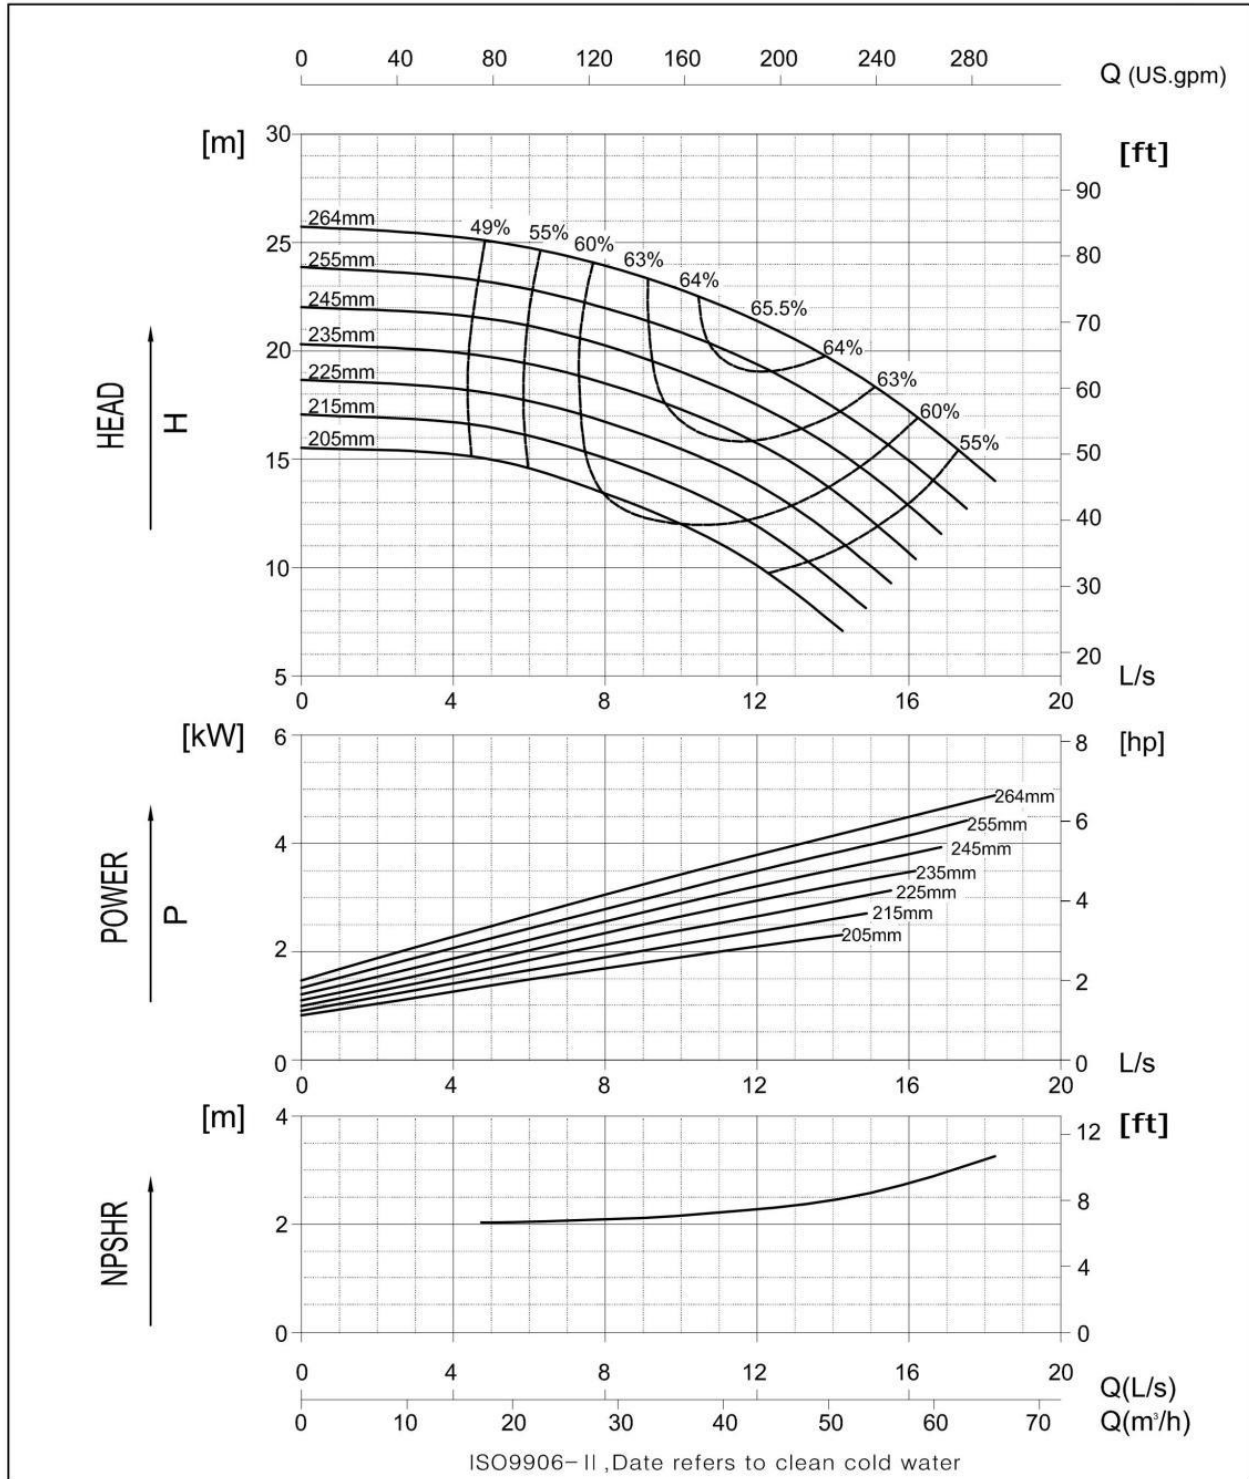 0 40 80 120 160 200 240 280
Q (US.gpm)
[m] 30
[ft]
90
264mm 49% 55% 60% 63% 64% 65.5%
25
80
255mm
245mm
70
235mm
20
64%
225mm
63%
60
215mm
60%
205mm
55%
15
50
40
10
30
20
5
L/s
0 4 8 12 16 20
HEAD
H
[kW] 6
8 [hp]
264mm
6
255mm
4
245mm
235mm
4
225mm
215mm
205mm
2
2
0
0 L/s
0 4 8 12 16 20
POWER
P
[m] 4
12 [ft]
8
2
4
0
0
NPSHR
0 4 8 12 16 20
Q(L/s)
0 10 20 30 40 50 60 70
Q(m³/h)
ISO9906-II ,Date refers to clean cold water